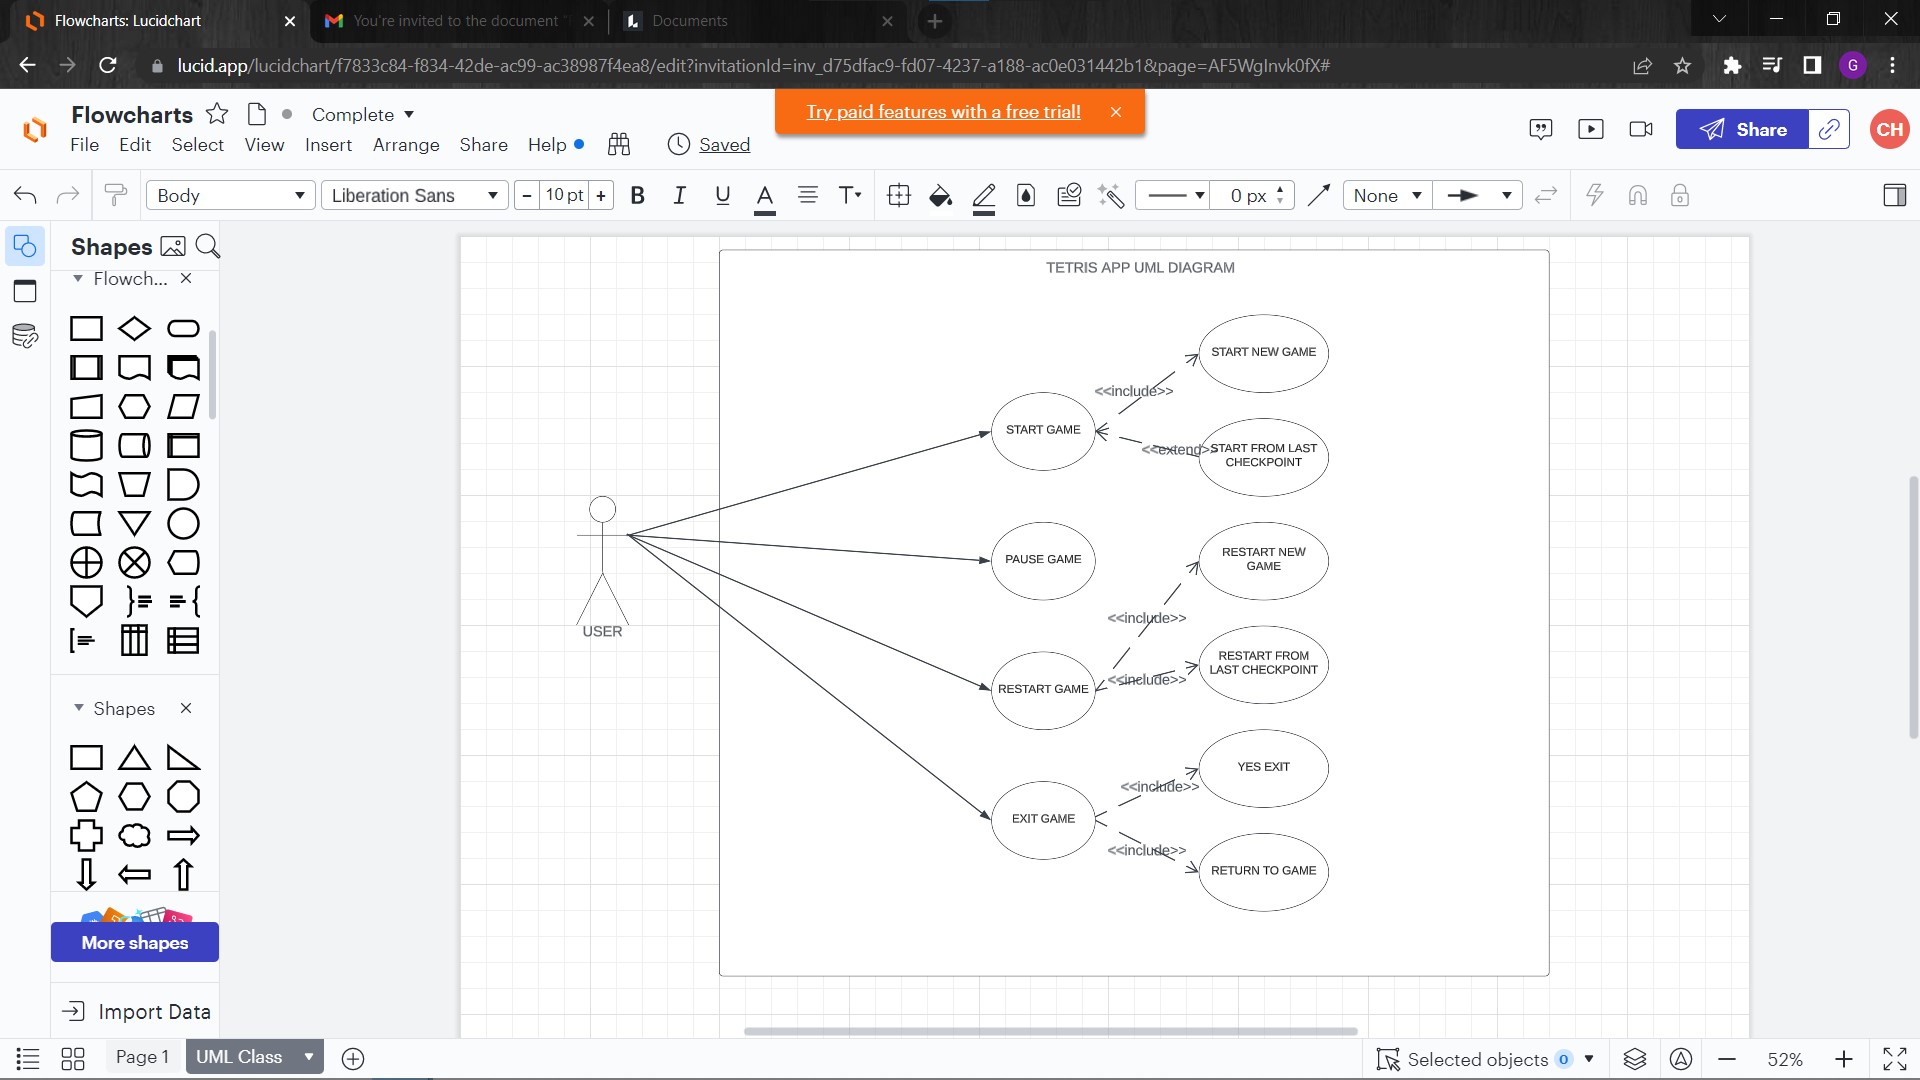 Flowcharts: Lucidchart
You're invited to the document "
Documents
lucid.app/lucidchart/f7833c84-f834-42de-ac99-ac38987f4ea8/edit?invitationId=inv_d75dfac9-fd07-4237-a188-ac0e031442b1&page=AF5WgInvk0fX#
G
Flowcharts
Complete
Try paid features with a free trial!
File Edit Select View Insert Arrange Share Help
Saved
Share
CH
Body
Liberation Sans
- 10 pt +
B I U A T
0 px
None
Shapes
Flowch...
Shapes
More shapes
Import Data
TETRIS APP UML DIAGRAM
START NEW GAME
<<include>>
START GAME
<<extend>>
START FROM LAST
CHECKPOINT
PAUSE GAME
RESTART NEW
GAME
<<include>>
USER
RESTART FROM
LAST CHECKPOINT
<<include>>
RESTART GAME
YES EXIT
<<include>>
EXIT GAME
<<include>>
RETURN TO GAME
Page 1
UML Class
Selected objects 0
52%